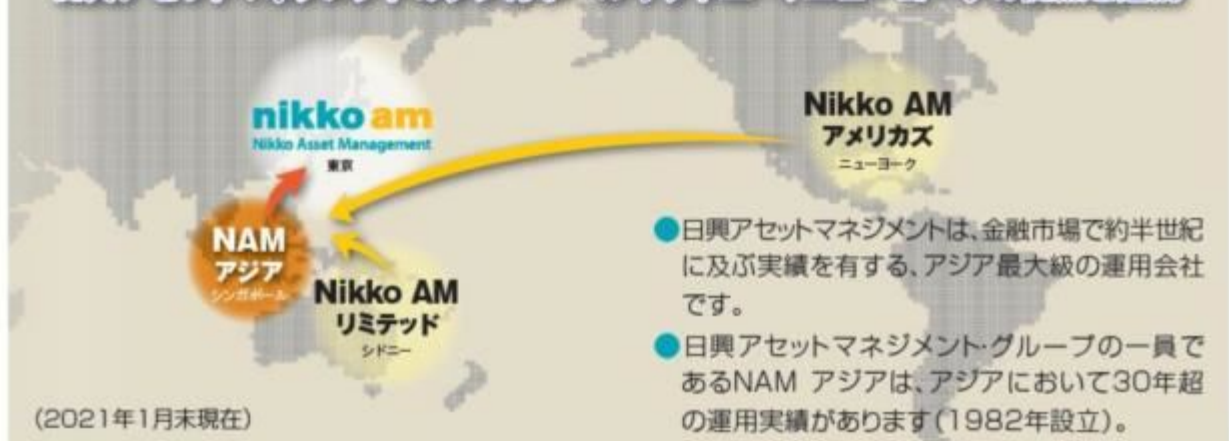 nikko am
Nikko Asset Management
東京
Nikko AM
アメリカズ
ニューヨーク
NAM
アジア
シンガポール
Nikko AM
リミテッド
シドニー
●日興アセットマネジメントは、金融市場で約半世紀
に及ぶ実績を有する、アジア最大級の運用会社
です。
●日興アセットマネジメント・グループの一員で
あるNAM アジアは、アジアにおいて30年超
の運用実績があります(1982年設立)。
(2021年1月末現在)